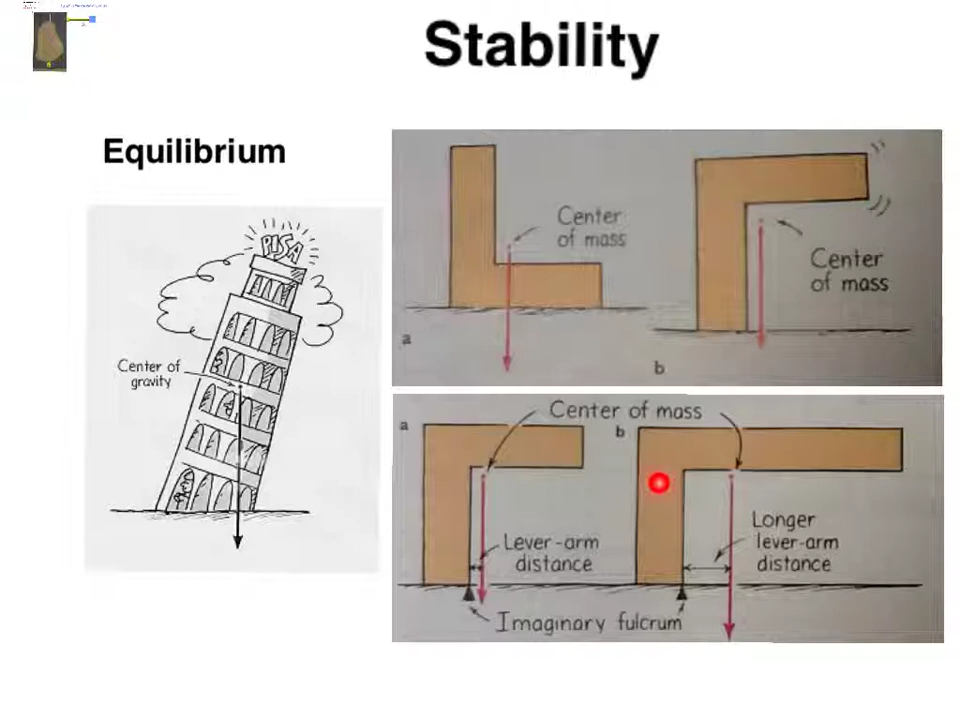 Stability
Equilibrium
PISA
Center of
gravity
Center
of mass
Center
of mass
a
b
a
Center of mass
b
Lever-arm
distance
Longer
lever-arm
distance
Imaginary fulcrum